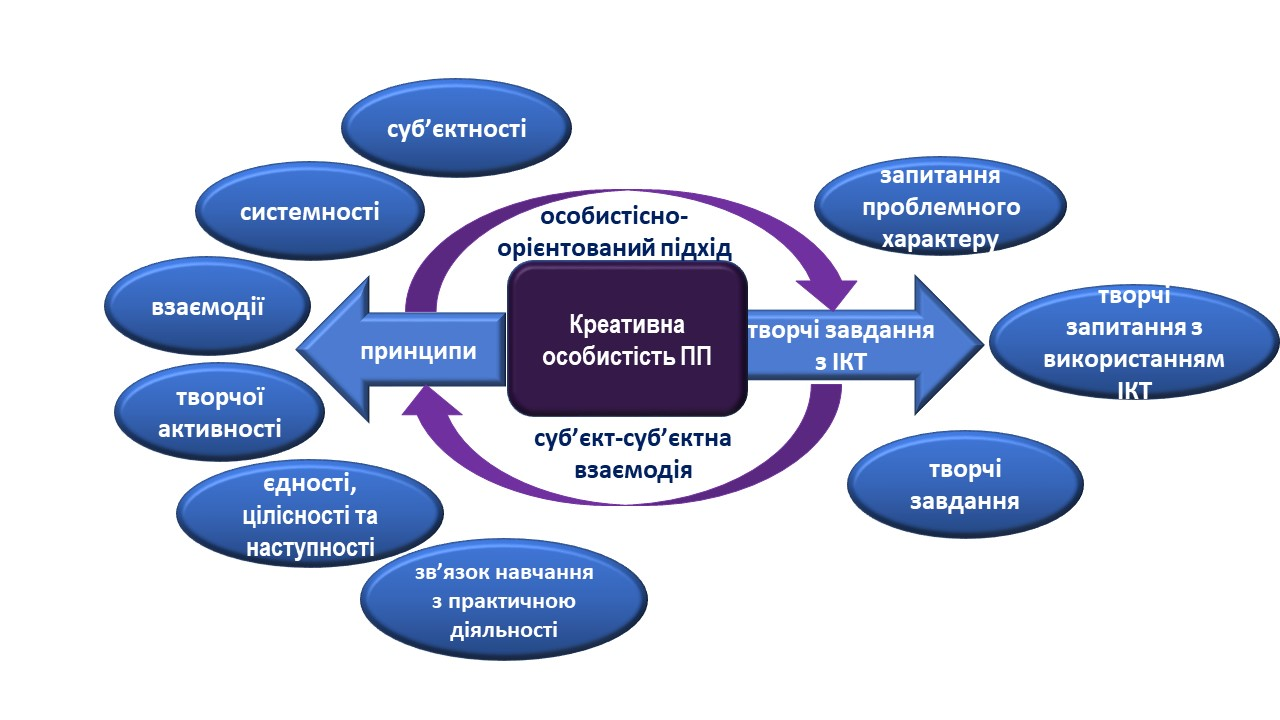 суб’єктності
системності
взаємодії
творчої
активності
єдності,
цілісності та
наступності
зв’язок навчання
з практичною
діяльності
принципи
особистісно-
орієнтований підхід
Креативна
особистість ПП
суб’єкт-суб’єктна
взаємодія
творчі завдання
з ІКТ
запитання
проблемного
характеру
творчі
запитання з
використанням
ІКТ
творчі
завдання